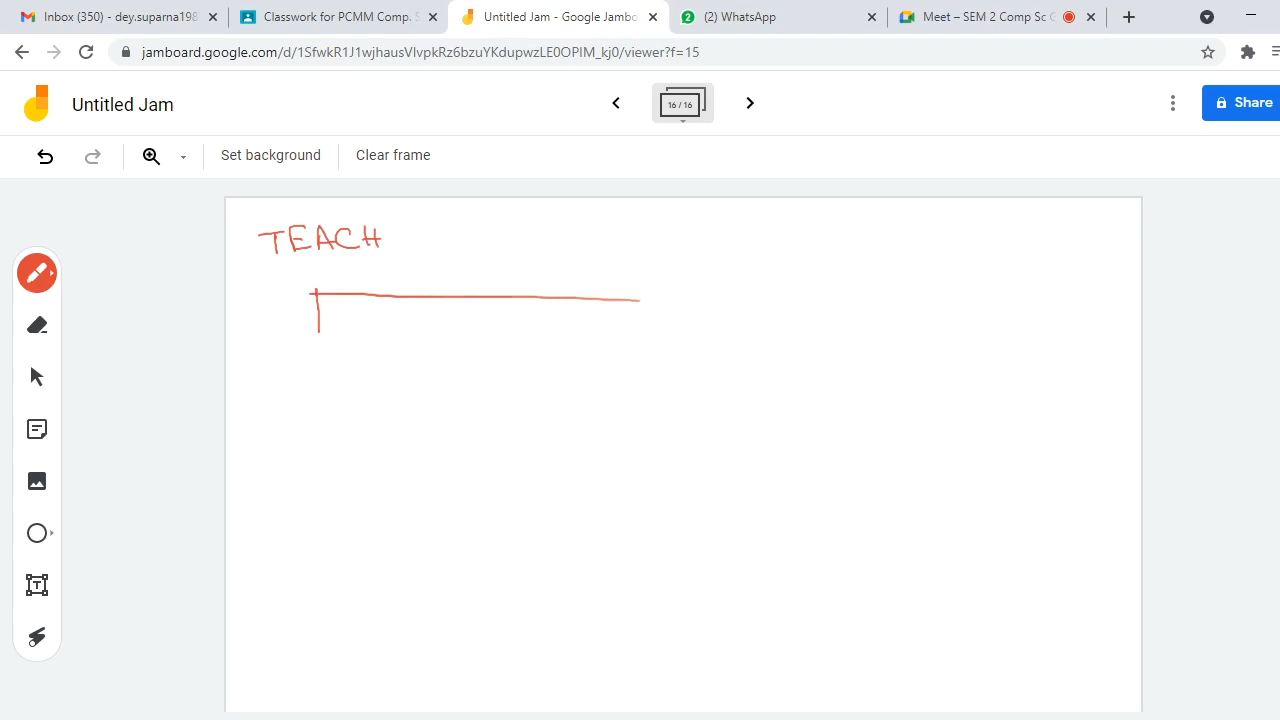 Inbox (350) - dey.suparna198
Classwork for PCMM Comp. S
Untitled Jam - Google Jambo
2 (2) WhatsApp
Meet – SEM 2 Comp Sc G
jamboard.google.com/d/1SfwkR1J1wjhausVlvpkRz6bzuYKdupwzLE0OPIM_kj0/viewer?f=15
Untitled Jam
16 / 16
Share
Set background
Clear frame
TEACH
T